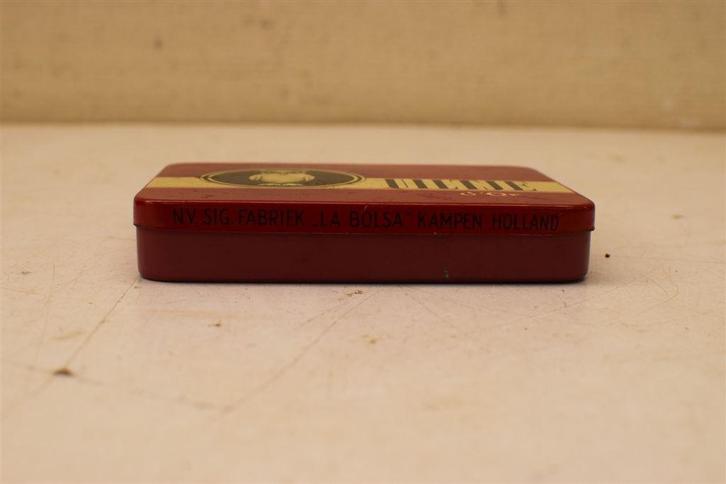 N.V. SIG. FABRIEK „LA BOLSA" KAMPEN HOLLAND